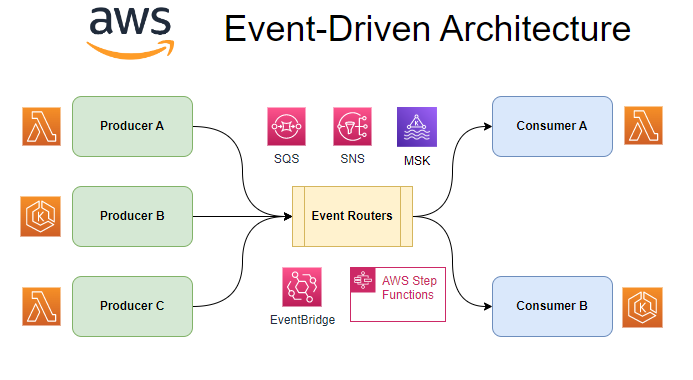 aws
Event-Driven Architecture
Producer A
SQS
SNS
MSK
Consumer A
K
Producer B
Event Routers
Producer C
EventBridge
AWS Step
Functions
Consumer B
K